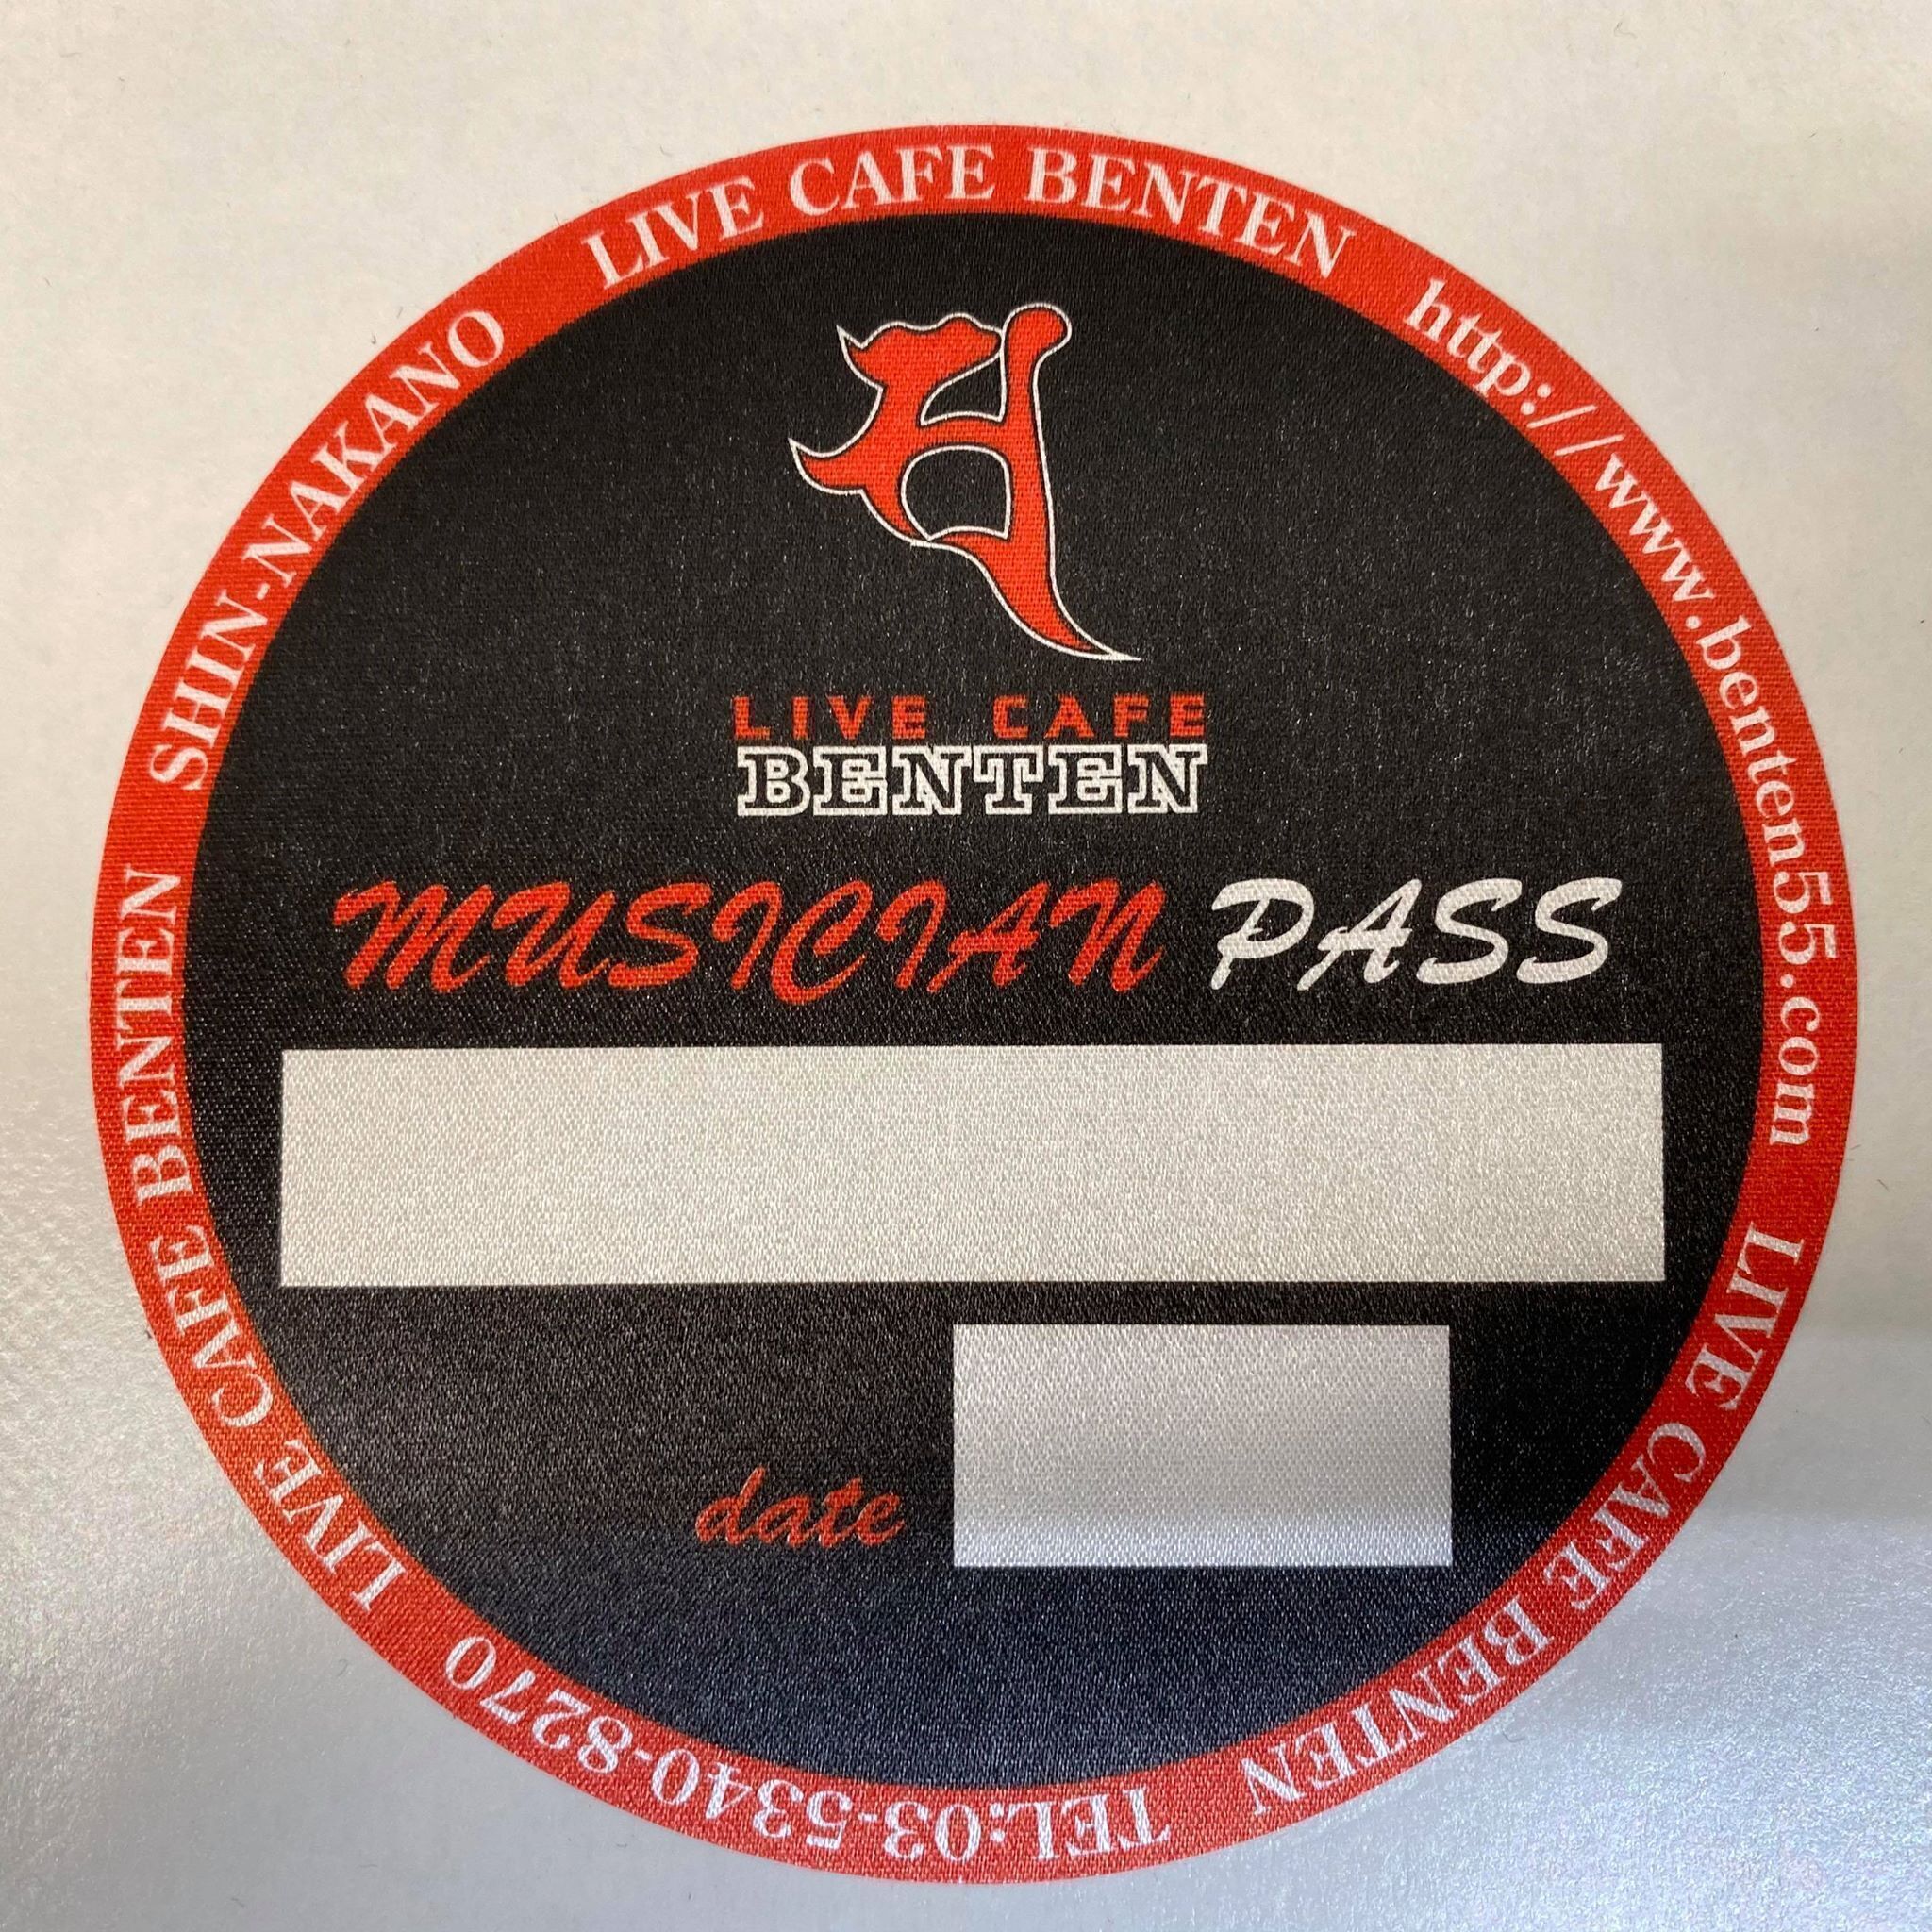 LIVE CAFE BENTEN
http://www.benten55.com
LIVE CAFE BENTEN
TEL:03-5340-8270
LIVE CAFE BENTEN
SHIN-NAKANO
LIVE CAFE
BENTEN
MUSICIAN PASS
date